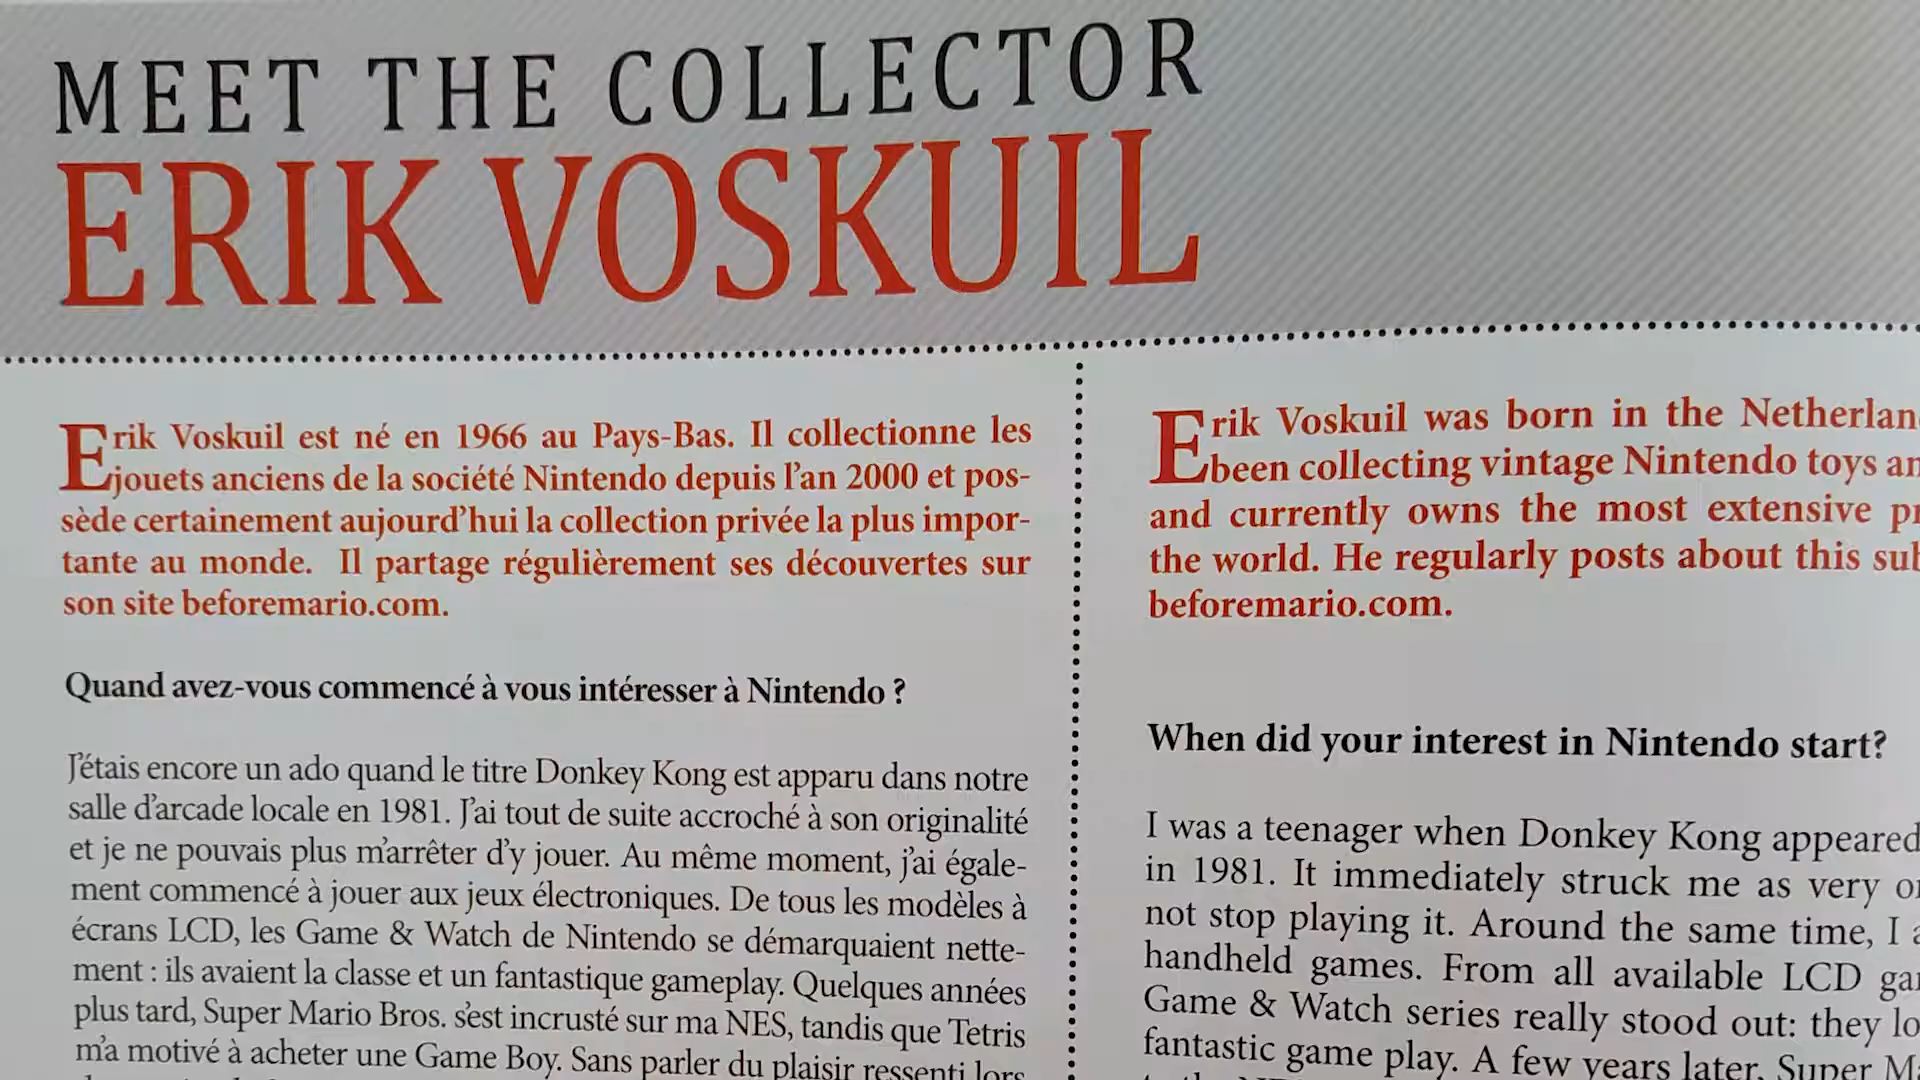 MEET THE COLLECTOR
ERIK VOSKUIL
Erik Voskuil est né en 1966 au Pays-Bas. Il collectionne les
jouets anciens de la société Nintendo depuis l'an 2000 et pos-
sède certainement aujourd'hui la collection privée la plus impor-
tante au monde. Il partage régulièrement ses découvertes sur
son site beforemario.com.
Quand avez-vous commencé à vous intéresser à Nintendo ?
J'étais encore un ado quand le titre Donkey Kong est apparu dans notre
salle d'arcade locale en 1981. J'ai tout de suite accroché à son originalité
et je ne pouvais plus m'arrêter d'y jouer. Au même moment, j'ai égale-
ment commencé à jouer aux jeux électroniques. De tous les modèles à
écrans LCD, les Game & Watch de Nintendo se démarquaient nette-
ment : ils avaient la classe et un fantastique gameplay. Quelques années
plus tard, Super Mario Bros. s'est incrusté sur ma NES, tandis que Tetris
m'a motivé à acheter une Game Boy. Sans parler du plaisir ressenti lors
Erik Voskuil was born in the
been collecting vintage Nintendo toys
and currently owns the most extensive
the world. He regularly posts about this
beforemario.com.
When did your interest in Nintendo start?
I was a teenager when Donkey Kong appeared
in 1981. It immediately struck me as very
not stop playing it. Around the same time, I
handheld games. From all available LCD
Game & Watch series really stood out: they
fantastic game play. A few years later, Super